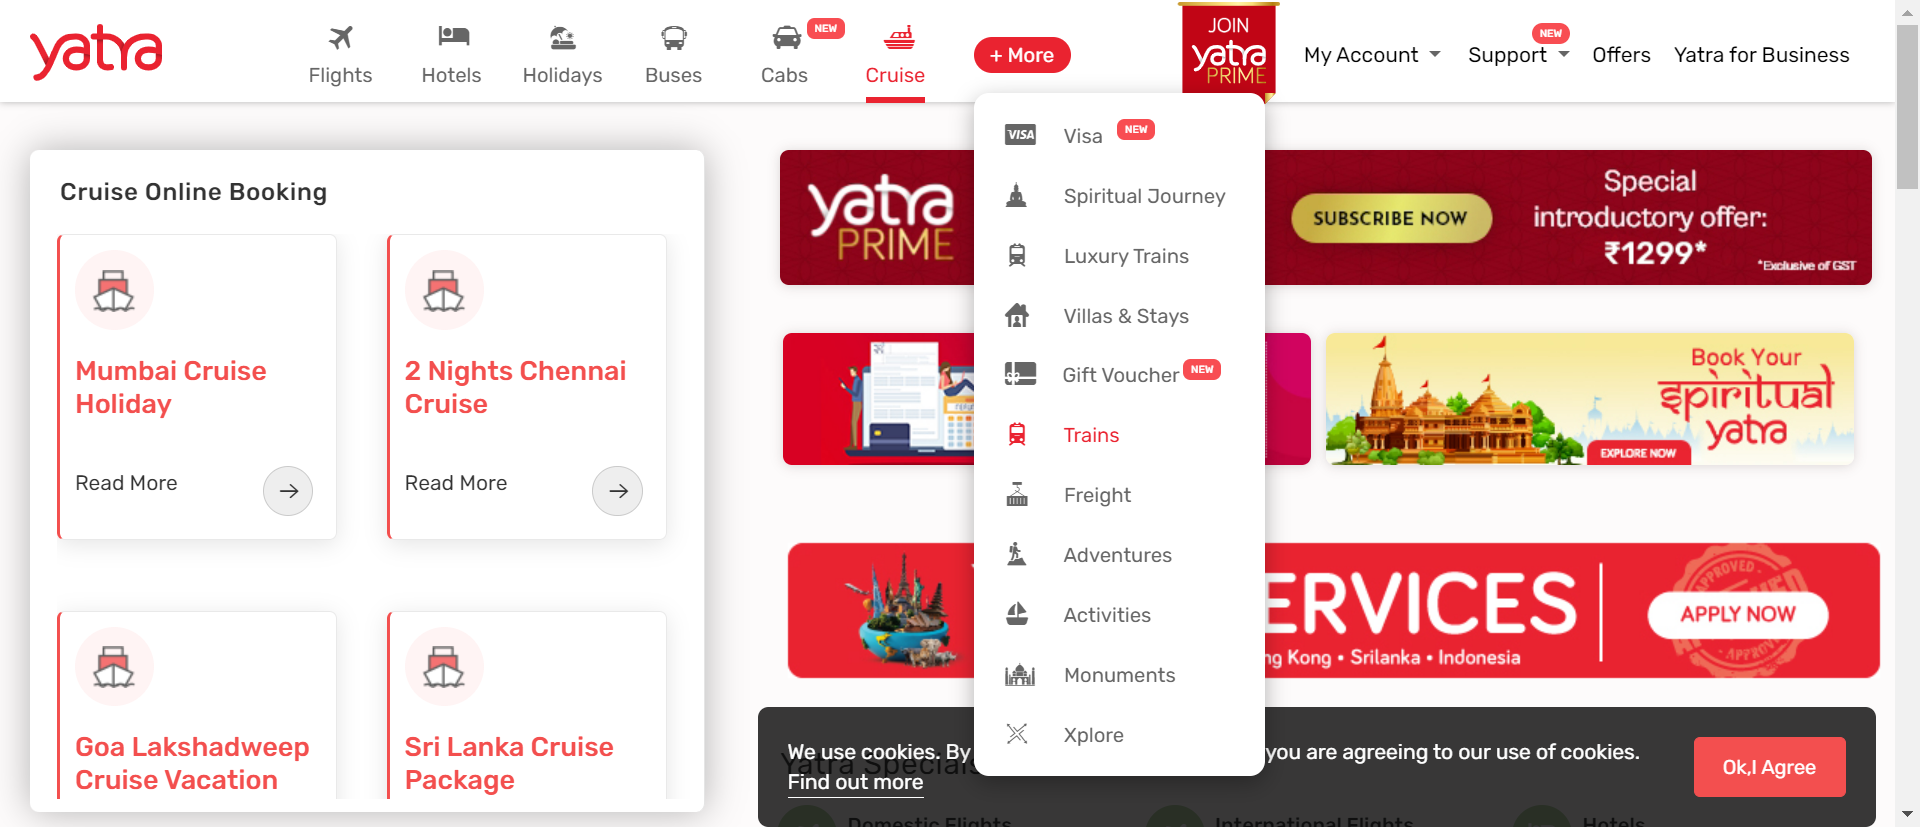 yatra
Flights
Hotels
Holidays
Buses
NEW
Cabs
Cruise
+ More
JOIN
yatra
PRIME
My Account
NEW
Support
Offers
Yatra for Business
VISA
Visa
NEW
Spiritual Journey
Luxury Trains
Villas & Stays
Gift Voucher
NEW
Trains
Freight
Adventures
Activities
Monuments
Xplore
Cruise Online Booking
Mumbai Cruise
Holiday
Read More
2 Nights Chennai
Cruise
Read More
Goa Lakshadweep
Cruise Vacation
Sri Lanka Cruise
Package
yatra
PRIME
SUBSCRIBE NOW
Special
introductory offer:
₹1299*
*Exclusive of GST
Book Your
spiritual
yatra
EXPLORE NOW
ERVICES
ng Kong • Srilanka • Indonesia
APPROVED
APPLY NOW
We use cookies. By
you are agreeing to our use of cookies.
Find out more
Ok,I Agree
Yatra Specials
Domestic Flights
International Flights
Hotels